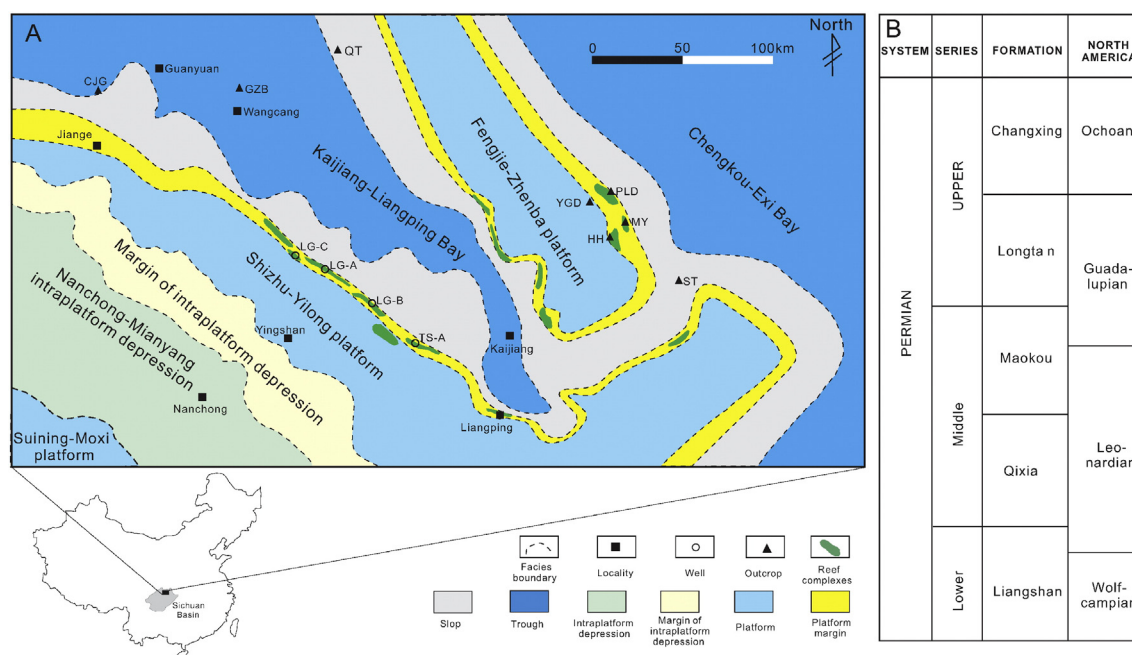 A
QT
North
0 50 100km
Guanyuan
CJG
GZB
Wangcang
Jiange
Kaijiang-Liangping Bay
Fengjie-Zhenba platform
Chengkou-Exi Bay
PLD
YGD
MY
HH
ST
LG-C
LG-A
LG-B
TS-A
Shizhu-Yilong platform
Margin of intraplatform depression
Nanchong-Mianyang
intraplatform depression
Yingshan
Kaijiang
Nanchong
Liangping
Suining-Moxi
platform
Sichuan
Basin
Facies
boundary
Locality
Well
Outcrop
Reef
complexes
Slop
Trough
Intraplatform
depression
Margin of
intraplatform
depression
Platform
Platform
margin
B
SYSTEM
SERIES
FORMATION
NORTH
AMERICA
PERMIAN
UPPER
Middle
Lower
Changxing
Longta n
Maokou
Qixia
Liangshan
Ochoan
Guada-
lupian
Leo-
nardian
Wolf-
campian